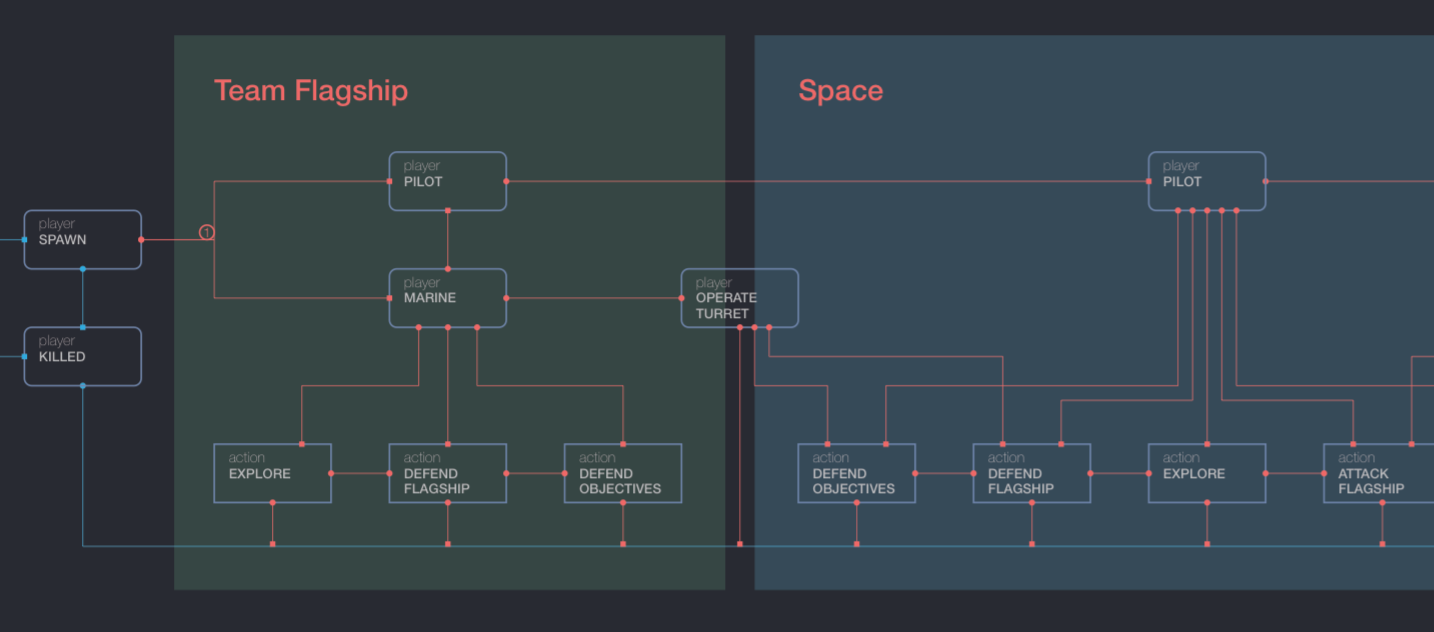 Team Flagship
Space
player
PILOT
player
PILOT
player
SPAWN
1
player
MARINE
player
OPERATE
TURRET
player
KILLED
action
EXPLORE
action
DEFEND
FLAGSHIP
action
DEFEND
OBJECTIVES
action
DEFEND
OBJECTIVES
action
DEFEND
FLAGSHIP
action
EXPLORE
action
ATTACK
FLAGSHIP